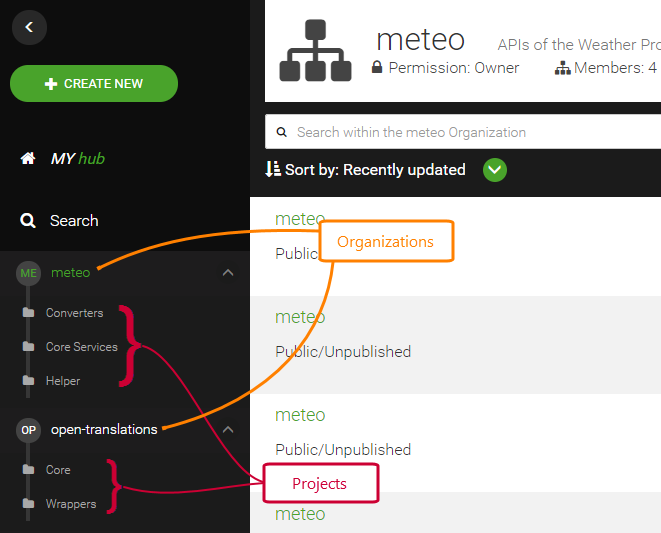 CREATE NEW
MY hub
Search
ME meteo
Converters
Core Services
Helper
OP open-translations
Core
Wrappers
meteo APIs of the Weather Pro
Permission: Owner Members: 4
Search within the meteo Organization
Sort by: Recently updated
meteo
Public/
Organizations
meteo
Public/Unpublished
meteo
Public/Unpublished
Projects
meteo